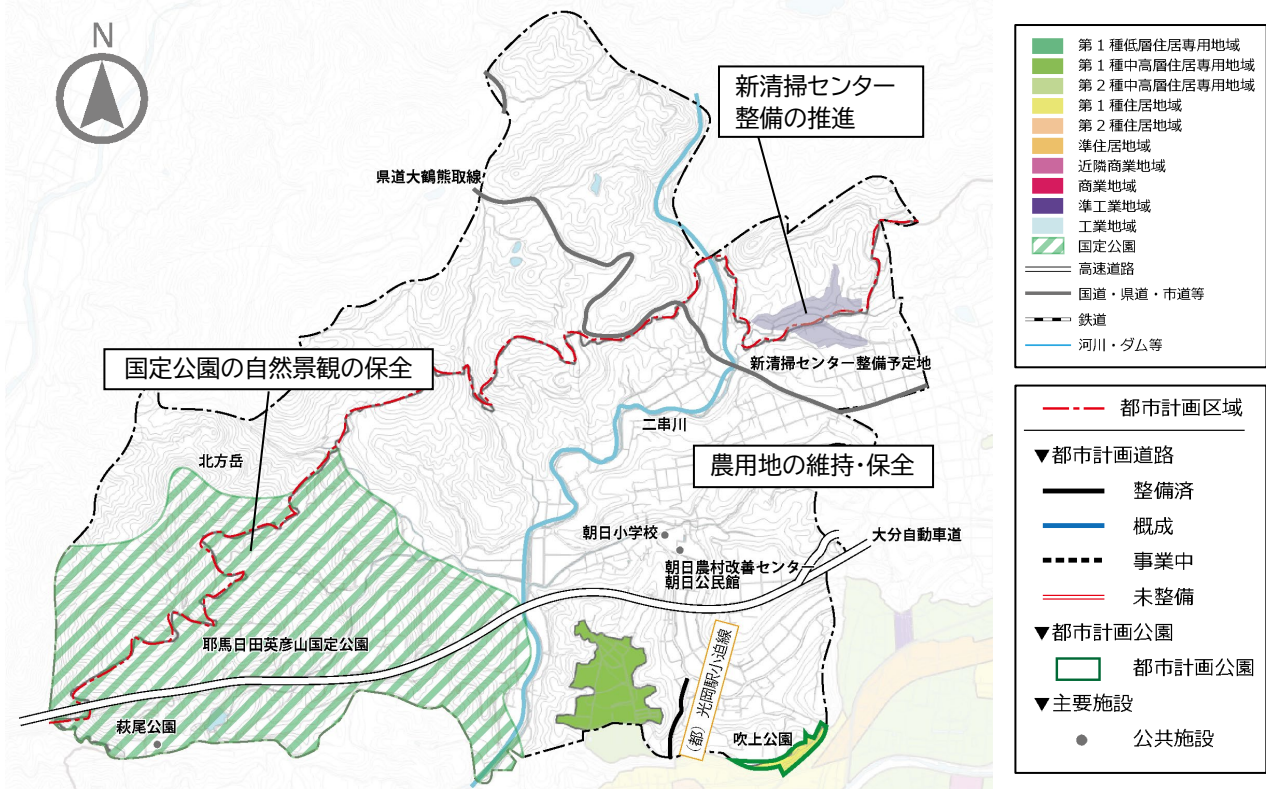 N
新清掃センター
整備の推進
県道大鶴熊取線
新清掃センター整備予定地
国定公園の自然景観の保全
二串川
農用地の維持・保全
北方岳
朝日小学校
大分自動車道
朝日農村改善センター
朝日公民館
耶馬日田英彦山国定公園
(都)光岡駅小迫線
萩尾公園
吹上公園
第１種低層住居専用地域
第１種中高層住居専用地域
第２種中高層住居専用地域
第１種住居地域
第２種住居地域
準住居地域
近隣商業地域
商業地域
準工業地域
工業地域
国定公園
高速道路
国道・県道・市道等
鉄道
河川・ダム等
都市計画区域
▼都市計画道路
整備済
概成
事業中
未整備
▼都市計画公園
都市計画公園
▼主要施設
公共施設